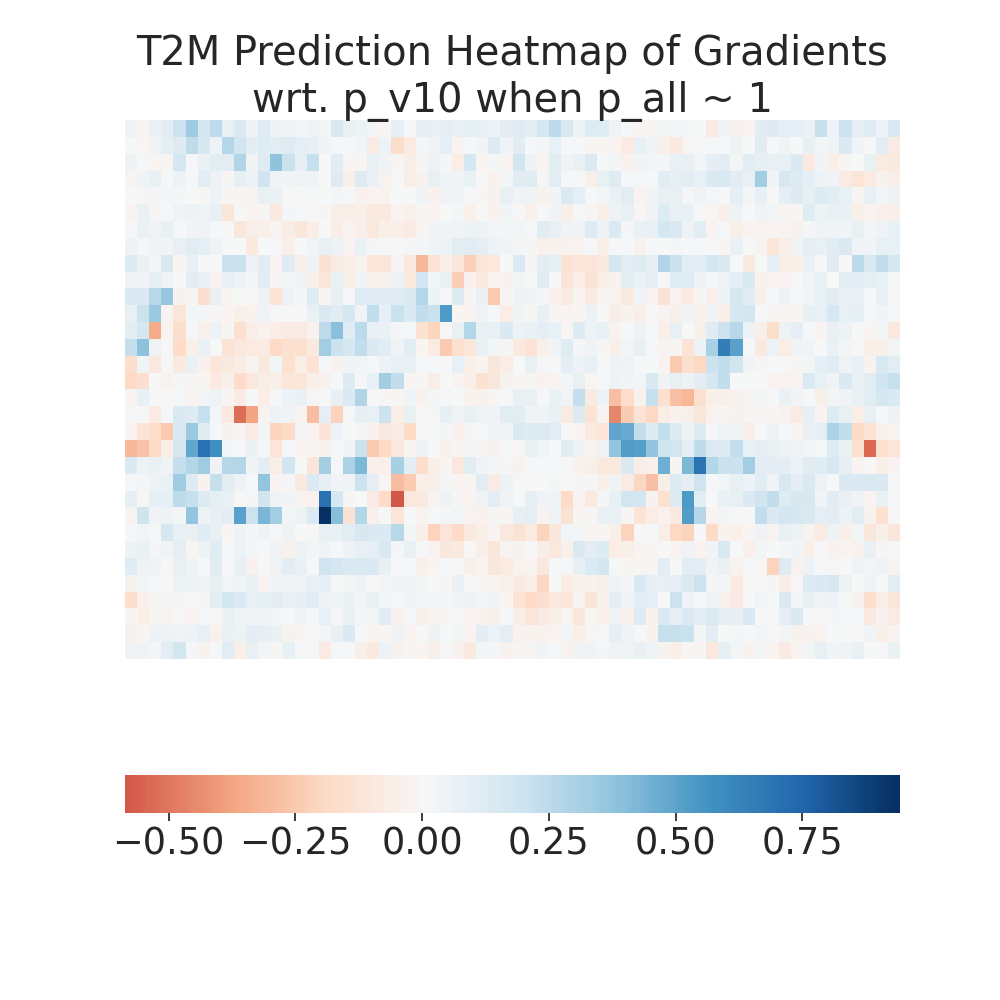 T2M Prediction Heatmap of Gradients
wrt. p_v10 when p_all ~ 1
−0.50 −0.25 0.00 0.25 0.50 0.75